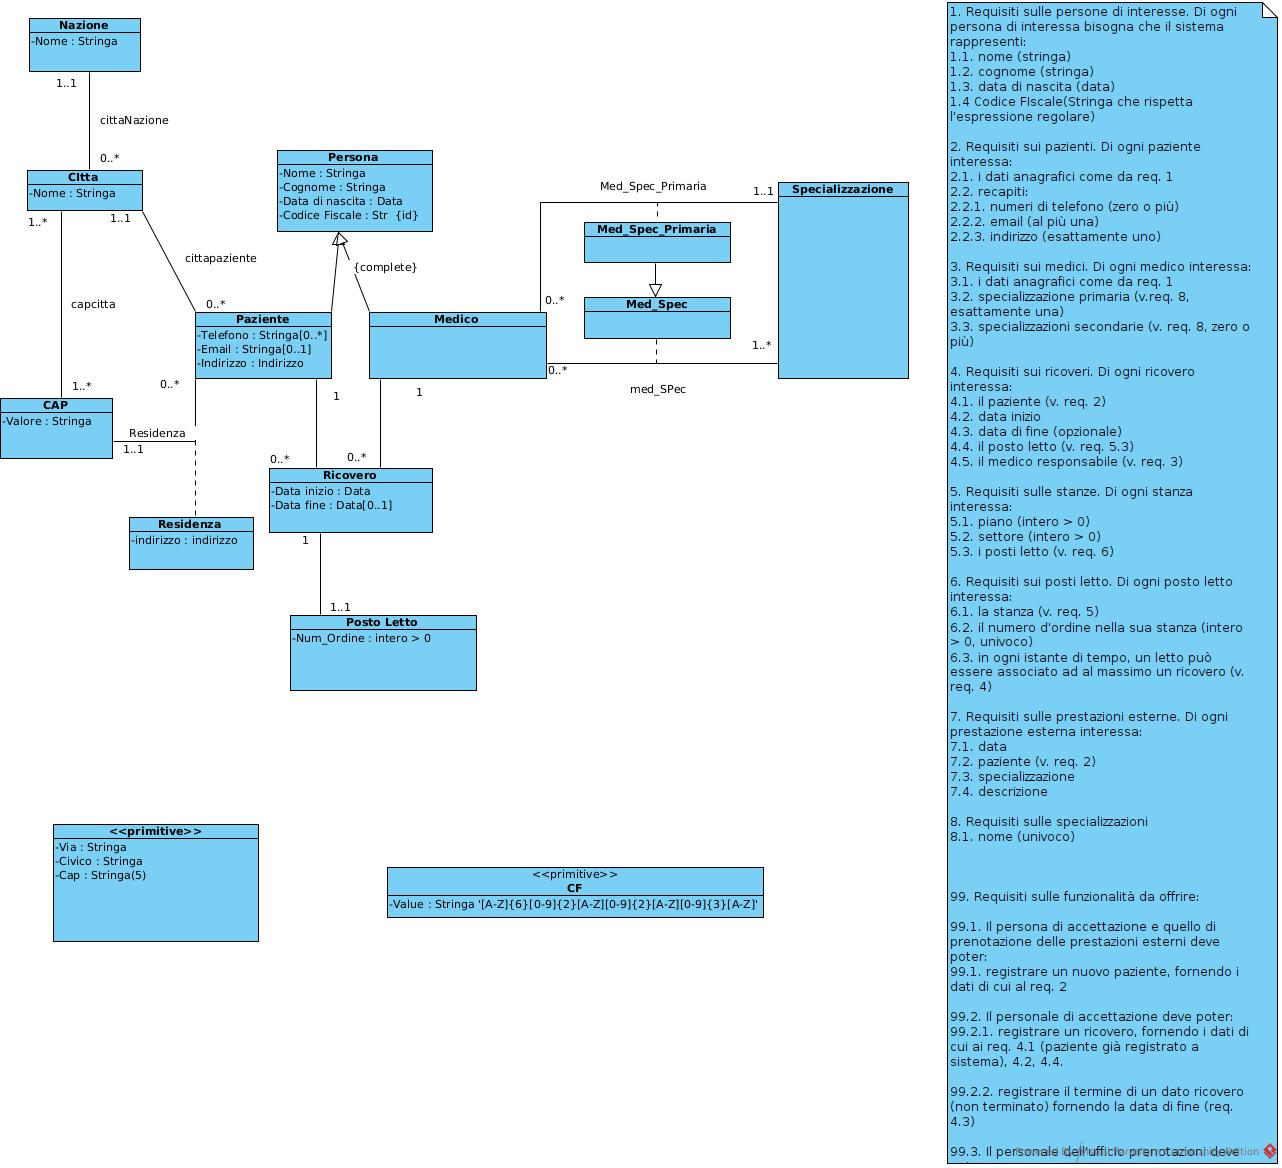 Nazione
-Nome : Stringa
1..1
cittaNazione
0..*
CItta
-Nome : Stringa
1..*
1..1
cittapaziente
capcitta
0..*
1..*
CAP
-Valore : Stringa
Persona
-Nome : Stringa
-Cognome : Stringa
-Data di nascita : Data
-Codice Fiscale : Str {id}
{complete}
Paziente
-Telefono : Stringa[0..*]
-Email : Stringa[0..1]
-Indirizzo : Indirizzo
Medico
0..*
Residenza
1..1
Residenza
-indirizzo : indirizzo
1
1
0..*
0..*
Ricovero
-Data inizio : Data
-Data fine : Data[0..1]
1
1..1
Posto Letto
-Num_Ordine : intero > 0
Med_Spec_Primaria
1..1
Specializzazione
Med_Spec_Primaria
0..*
Med_Spec
1..*
0..*
med_SPec
<<primitive>>
-Via : Stringa
-Civico : Stringa
-Cap : Stringa(5)
<<primitive>>
CF
-Value : Stringa '[A-Z]{6}[0-9]{2}[A-Z][0-9]{2}[A-Z][0-9]{3}[A-Z]'
1. Requisiti sulle persone di interesse. Di ogni
persona di interessa bisogna che il sistema
rappresenti:
1.1. nome (stringa)
1.2. cognome (stringa)
1.3. data di nascita (data)
1.4 Codice FIscale(Stringa che rispetta
l'espressione regolare)
2. Requisiti sui pazienti. Di ogni paziente
interessa:
2.1. i dati anagrafici come da req. 1
2.2. recapiti:
2.2.1. numeri di telefono (zero o più)
2.2.2. email (al più una)
2.2.3. indirizzo (esattamente uno)
3. Requisiti sui medici. Di ogni medico interessa:
3.1. i dati anagrafici come da req. 1
3.2. specializzazione primaria (v.req. 8,
esattamente una)
3.3. specializzazioni secondarie (v. req. 8, zero o
più)
4. Requisiti sui ricoveri. Di ogni ricovero
interessa:
4.1. il paziente (v. req. 2)
4.2. data inizio
4.3. data di fine (opzionale)
4.4. il posto letto (v. req. 5.3)
4.5. il medico responsabile (v. req. 3)
5. Requisiti sulle stanze. Di ogni stanza
interessa:
5.1. piano (intero > 0)
5.2. settore (intero > 0)
5.3. i posti letto (v. req. 6)
6. Requisiti sui posti letto. Di ogni posto letto
interessa:
6.1. la stanza (v. req. 5)
6.2. il numero d'ordine nella sua stanza (intero
> 0, univoco)
6.3. in ogni istante di tempo, un letto può
essere associato ad al massimo un ricovero (v.
req. 4)
7. Requisiti sulle prestazioni esterne. Di ogni
prestazione esterna interessa:
7.1. data
7.2. paziente (v. req. 2)
7.3. specializzazione
7.4. descrizione
8. Requisiti sulle specializzazioni
8.1. nome (univoco)
99. Requisiti sulle funzionalità da offrire:
99.1. Il persona di accettazione e quello di
prenotazione delle prestazioni esterni deve
poter:
99.1. registrare un nuovo paziente, fornendo i
dati di cui al req. 2
99.2. Il personale di accettazione deve poter:
99.2.1. registrare un ricovero, fornendo i dati di
cui ai req. 4.1 (paziente già registrato a
sistema), 4.2, 4.4.
99.2.2. registrare il termine di un dato ricovero
(non terminato) fornendo la data di fine (req.
4.3)
99.3. Il personale dell'ufficio prenotazioni deve